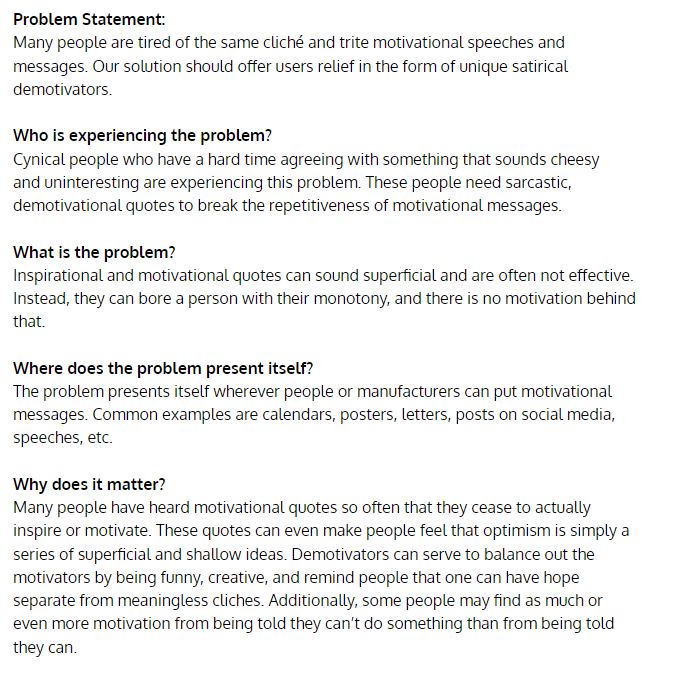 Problem Statement:
Many people are tired of the same cliché and trite motivational speeches and
messages. Our solution should offer users relief in the form of unique satirical
demotivators.
Who is experiencing the problem?
Cynical people who have a hard time agreeing with something that sounds cheesy
and uninteresting are experiencing this problem. These people need sarcastic,
demotivational quotes to break the repetitiveness of motivational messages.
What is the problem?
Inspirational and motivational quotes can sound superficial and are often not effective.
Instead, they can bore a person with their monotony, and there is no motivation behind
that.
Where does the problem present itself?
The problem presents itself wherever people or manufacturers can put motivational
messages. Common examples are calendars, posters, letters, posts on social media,
speeches, etc.
Why does it matter?
Many people have heard motivational quotes so often that they cease to actually
inspire or motivate. These quotes can even make people feel that optimism is simply a
series of superficial and shallow ideas. Demotivators can serve to balance out the
motivators by being funny, creative, and remind people that one can have hope
separate from meaningless cliches. Additionally, some people may find as much or
even more motivation from being told they can't do something than from being told
they can.